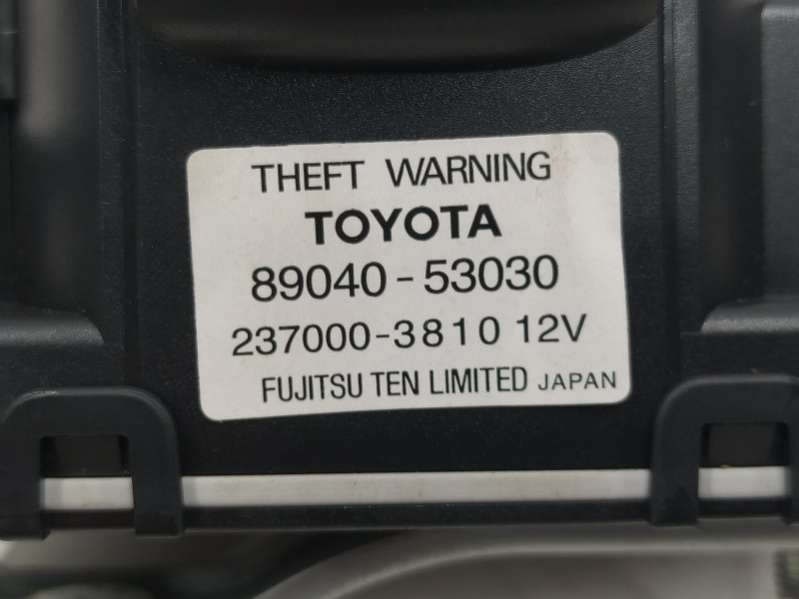 THEFT WARNING
TOYOTA
89040-53030
237000-3810 12V
FUJITSU TEN LIMITED JAPAN